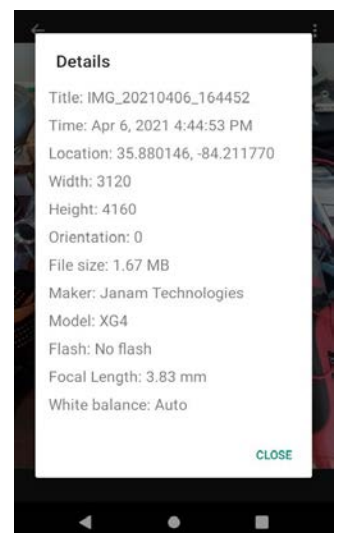 Details
Title: IMG_20210406_164452
Time: Apr 6, 2021 4:44:53 PM
Location: 35.880146, -84.211770
Width: 3120
Height: 4160
Orientation: 0
File size: 1.67 MB
Maker: Janam Technologies
Model: XG4
Flash: No flash
Focal Length: 3.83 mm
White balance: Auto
CLOSE